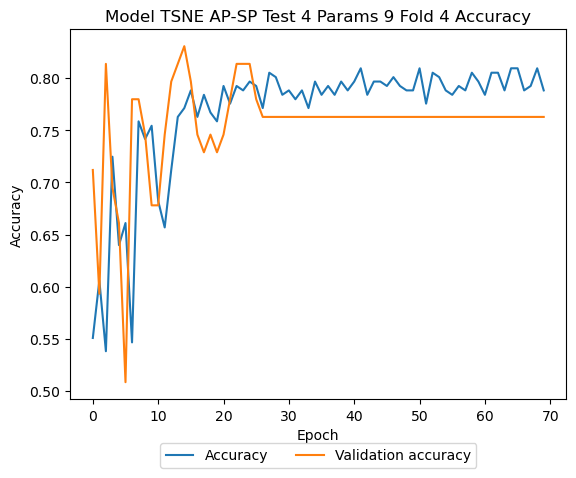 Model TSNE AP-SP Test 4 Params 9 Fold 4 Accuracy
0.80
0.75
0.70
0.65
0.60
0.55
0.50
Accuracy
0 10 20 30 40 50 60 70
Epoch
Accuracy Validation accuracy